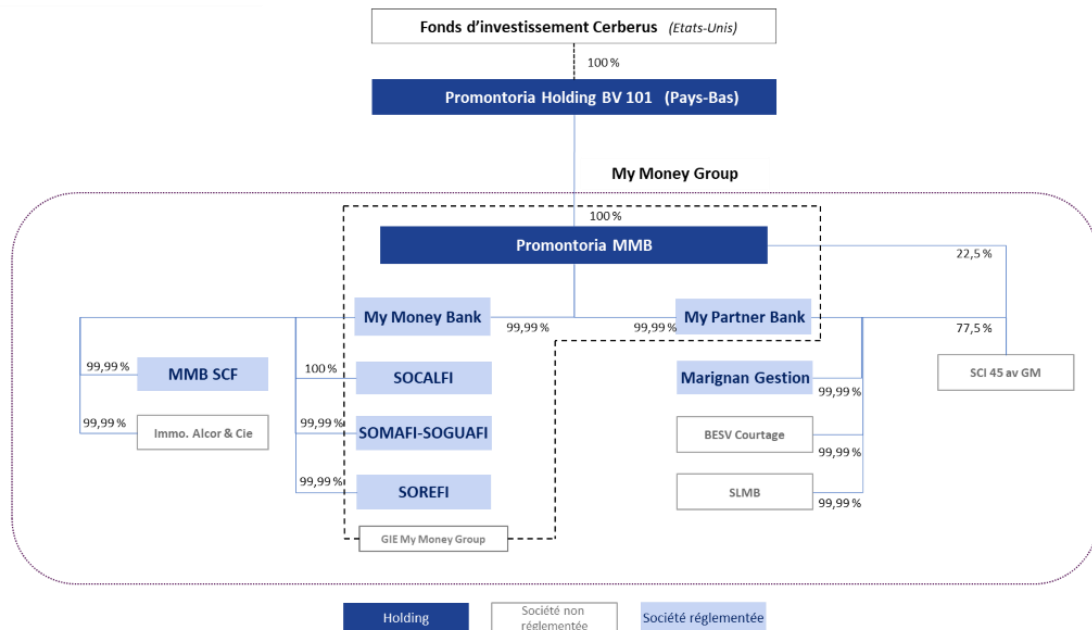 Fonds d’investissement Cerberus (Etats-Unis)
100 %
Promontoria Holding BV 101 (Pays-Bas)
My Money Group
100 %
Promontoria MMB
22,5 %
My Money Bank
99,99 %
99,99 %
My Partner Bank
77,5 %
99,99 %
MMB SCF
100 %
SOCALFI
Marignan Gestion
99,99 %
SCI 45 av GM
99,99 %
Immo. Alcor & Cie
99,99 %
SOMAFI-SOGUAFI
BESV Courtage
99,99 %
99,99 %
SOREFI
SLMB
99,99 %
GIE My Money Group
Holding
Société non
réglementée
Société réglementée